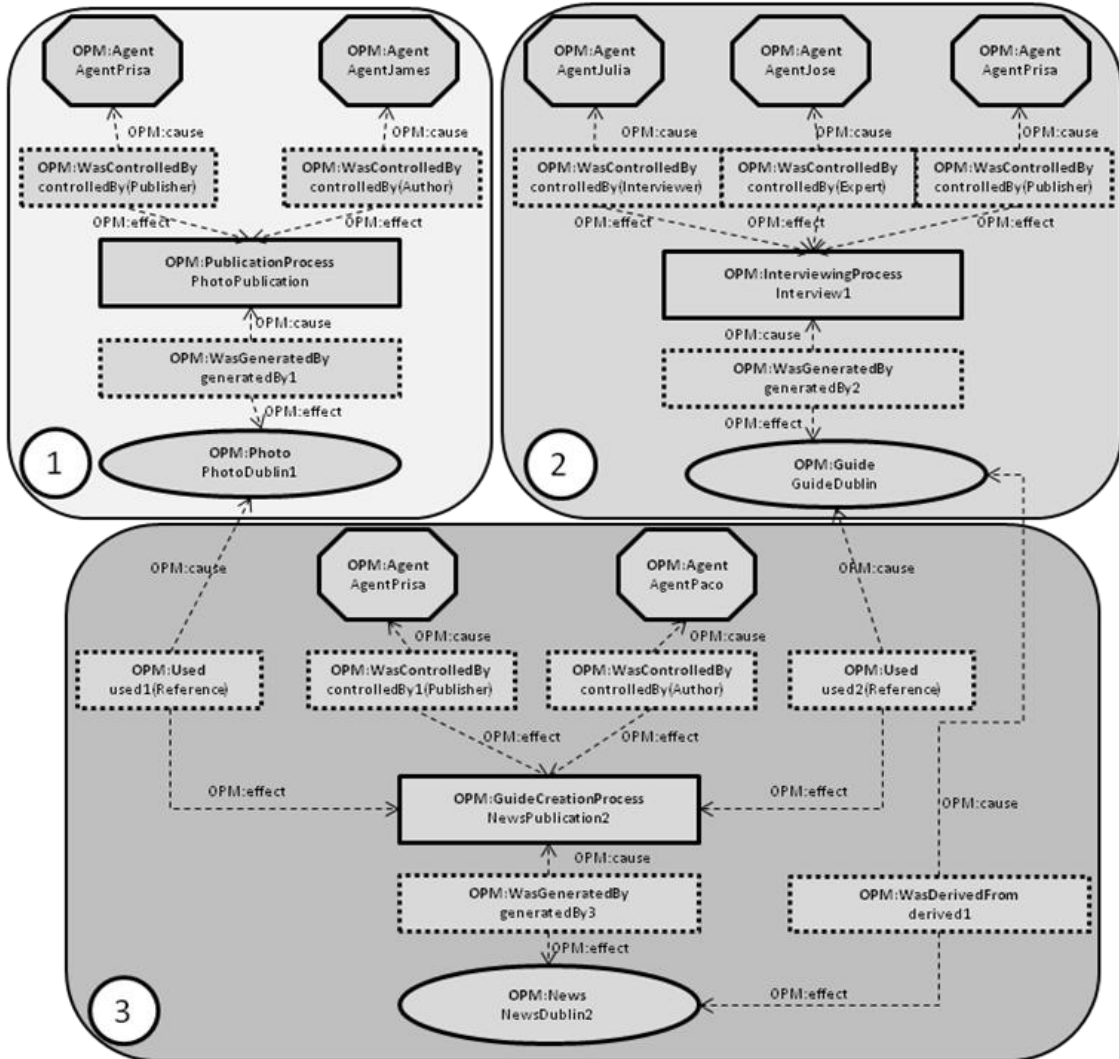 OPM:Agent
AgentPrisa
OPM:Agent
AgentJames
OPM:cause
OPM:cause
OPM:WasControlledBy
controlledBy(Publisher)
OPM:WasControlledBy
controlledBy(Author)
OPM:effect
OPM:PublicationProcess
PhotoPublication
OPM:cause
OPM:WasGeneratedBy
generatedBy1
OPM:effect
1
OPM:Photo
PhotoDublin1
OPM:Agent
AgentJulia
OPM:Agent
AgentJose
OPM:Agent
AgentPrisa
OPM:cause
OPM:cause
OPM:cause
OPM:WasControlledBy
controlledBy(Interviewer)
OPM:WasControlledBy
controlledBy(Expert)
OPM:WasControlledBy
controlledBy(Publisher)
OPM:effect
OPM:effect
OPM:effect
OPM:InterviewingProcess
Interview1
OPM:cause
OPM:WasGeneratedBy
generatedBy2
OPM:effect
2
OPM:Guide
GuideDublin
OPM:cause
OPM:Agent
AgentPrisa
OPM:Agent
AgentPaco
OPM:cause
OPM:cause
OPM:cause
OPM:Used
used1(Reference)
OPM:WasControlledBy
controlledBy1(Publisher)
OPM:WasControlledBy
controlledBy(Author)
OPM:Used
used2(Reference)
OPM:effect
OPM:effect
OPM:effect
OPM:GuideCreationProcess
NewsPublication2
OPM:effect
OPM:cause
OPM:cause
OPM:WasGeneratedBy
generatedBy3
OPM:WasDerivedFrom
derived1
OPM:effect
3
OPM:News
NewsDublin2
OPM:effect